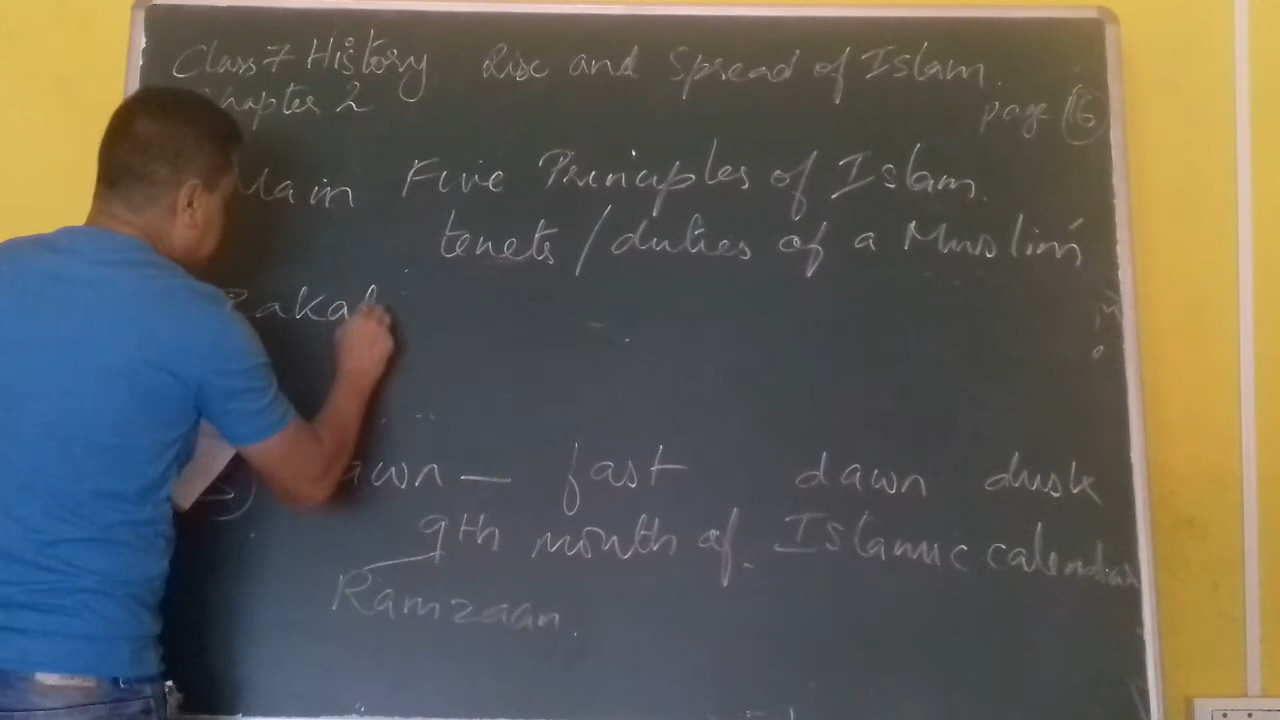 Class 7 History Rise and Spread of Islam.
Chapter 2
page 16
Main Five Principles of Islam.
tenets / duties of a Muslim
Zakat
3) awn — fast dawn dusk
9th month of Islamic calendar
Ramzaan.